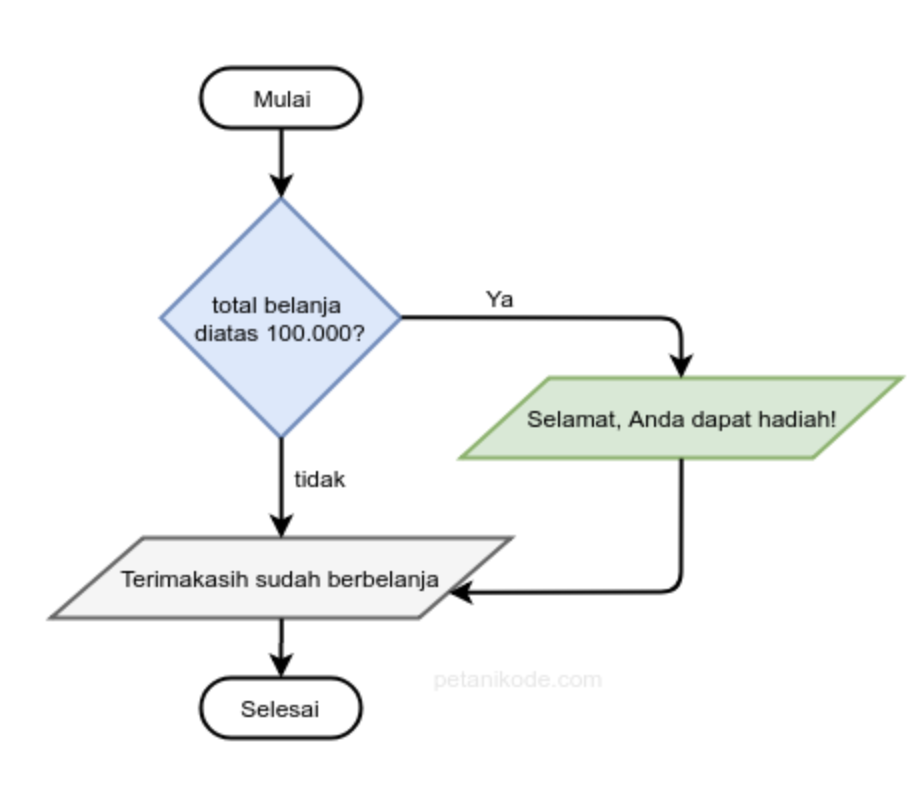 Mulai
total belanja
diatas 100.000?
Ya
Selamat, Anda dapat hadiah!
tidak
Terimakasih sudah berbelanja
petanikode.com
Selesai